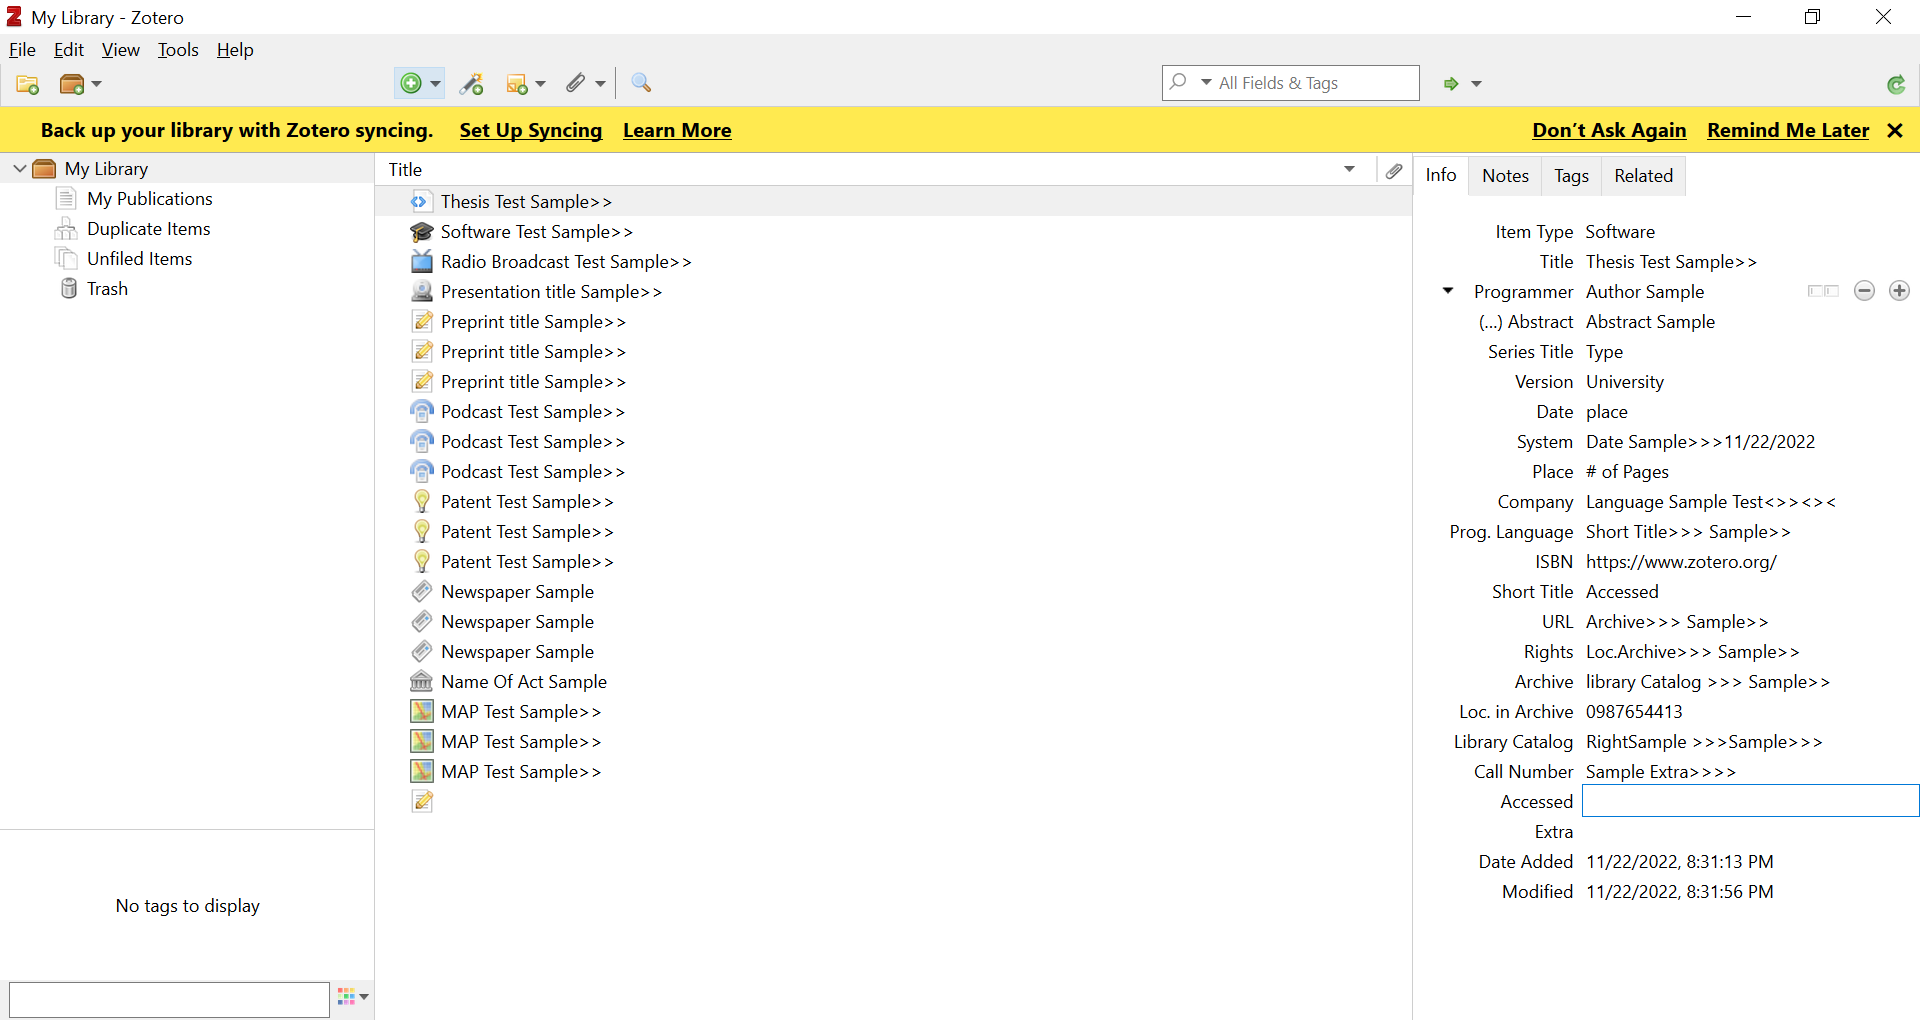 My Library - Zotero
File Edit View Tools Help
All Fields & Tags
Back up your library with Zotero syncing. Set Up Syncing Learn More Don't Ask Again Remind Me Later
My Library
My Publications
Duplicate Items
Unfiled Items
Trash
No tags to display
Title
Thesis Test Sample>>
Software Test Sample>>
Radio Broadcast Test Sample>>
Presentation title Sample>>
Preprint title Sample>>
Preprint title Sample>>
Preprint title Sample>>
Podcast Test Sample>>
Podcast Test Sample>>
Podcast Test Sample>>
Patent Test Sample>>
Patent Test Sample>>
Patent Test Sample>>
Newspaper Sample
Newspaper Sample
Newspaper Sample
Name Of Act Sample
MAP Test Sample>>
MAP Test Sample>>
MAP Test Sample>>
Info Notes Tags Related
Item Type Software
Title Thesis Test Sample>>
Programmer Author Sample
(...) Abstract Abstract Sample
Series Title Type
Version University
Date place
System Date Sample>>>11/22/2022
Place # of Pages
Company Language Sample Test<>><><
Prog. Language Short Title>>> Sample>>
ISBN https://www.zotero.org/
Short Title Accessed
URL Archive>>> Sample>>
Rights Loc.Archive>>> Sample>>
Archive library Catalog >>> Sample>>
Loc. in Archive 0987654413
Library Catalog RightSample >>>Sample>>>
Call Number Sample Extra>>>>
Accessed
Extra
Date Added 11/22/2022, 8:31:13 PM
Modified 11/22/2022, 8:31:56 PM